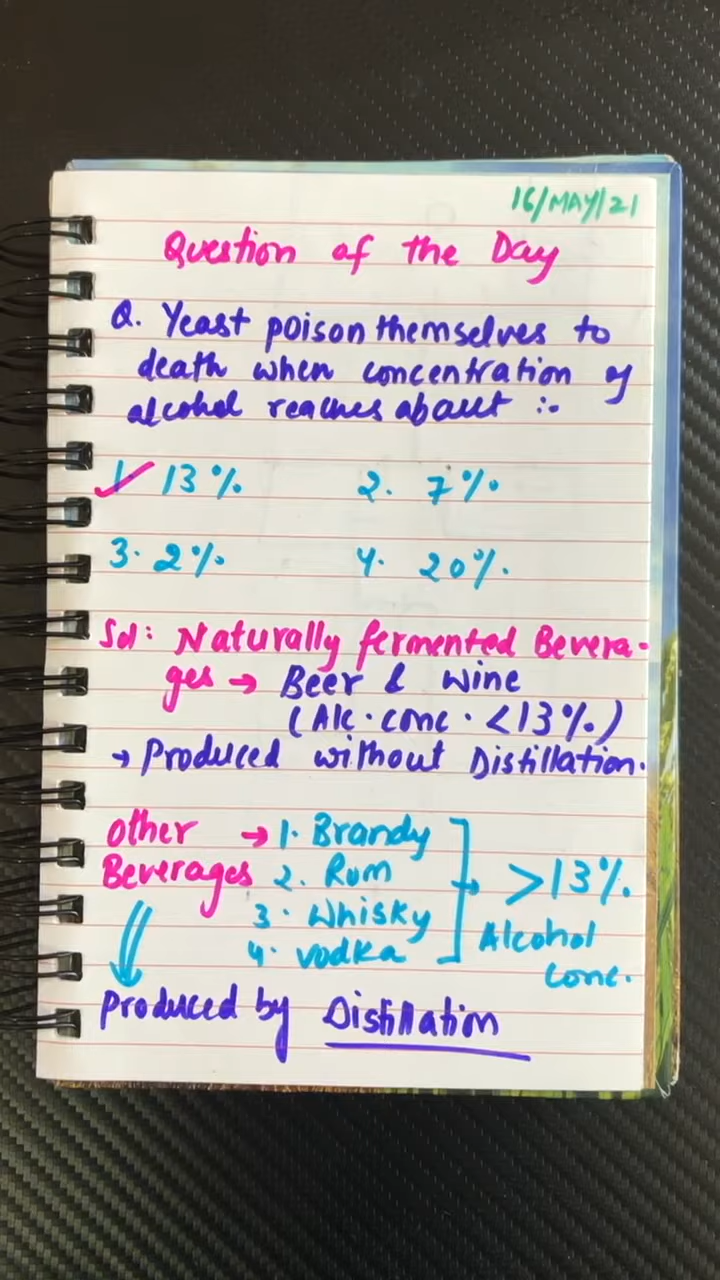 16/MAY/21
Question of the Day
Q. Yeast poison themselves to
death when concentration of
alcohol reaches about :-
1. 13% 2. 7%
3. 2% 4. 20%.
Sol: Naturally fermented Bevera-
ges → Beer & Wine
(Alc. conc. <13%.)
→ Produced without Distillation.
Other → 1. Brandy
Beverages 2. Rum → >13%.
3. Whisky Alcohol
4. Vodka conc.
Produced by Distillation